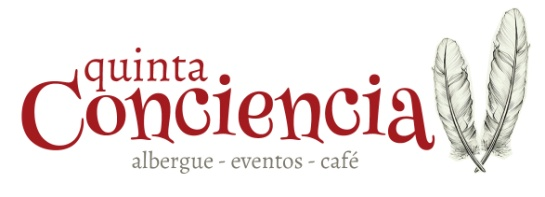 quinta
Conciencia
albergue - eventos - café